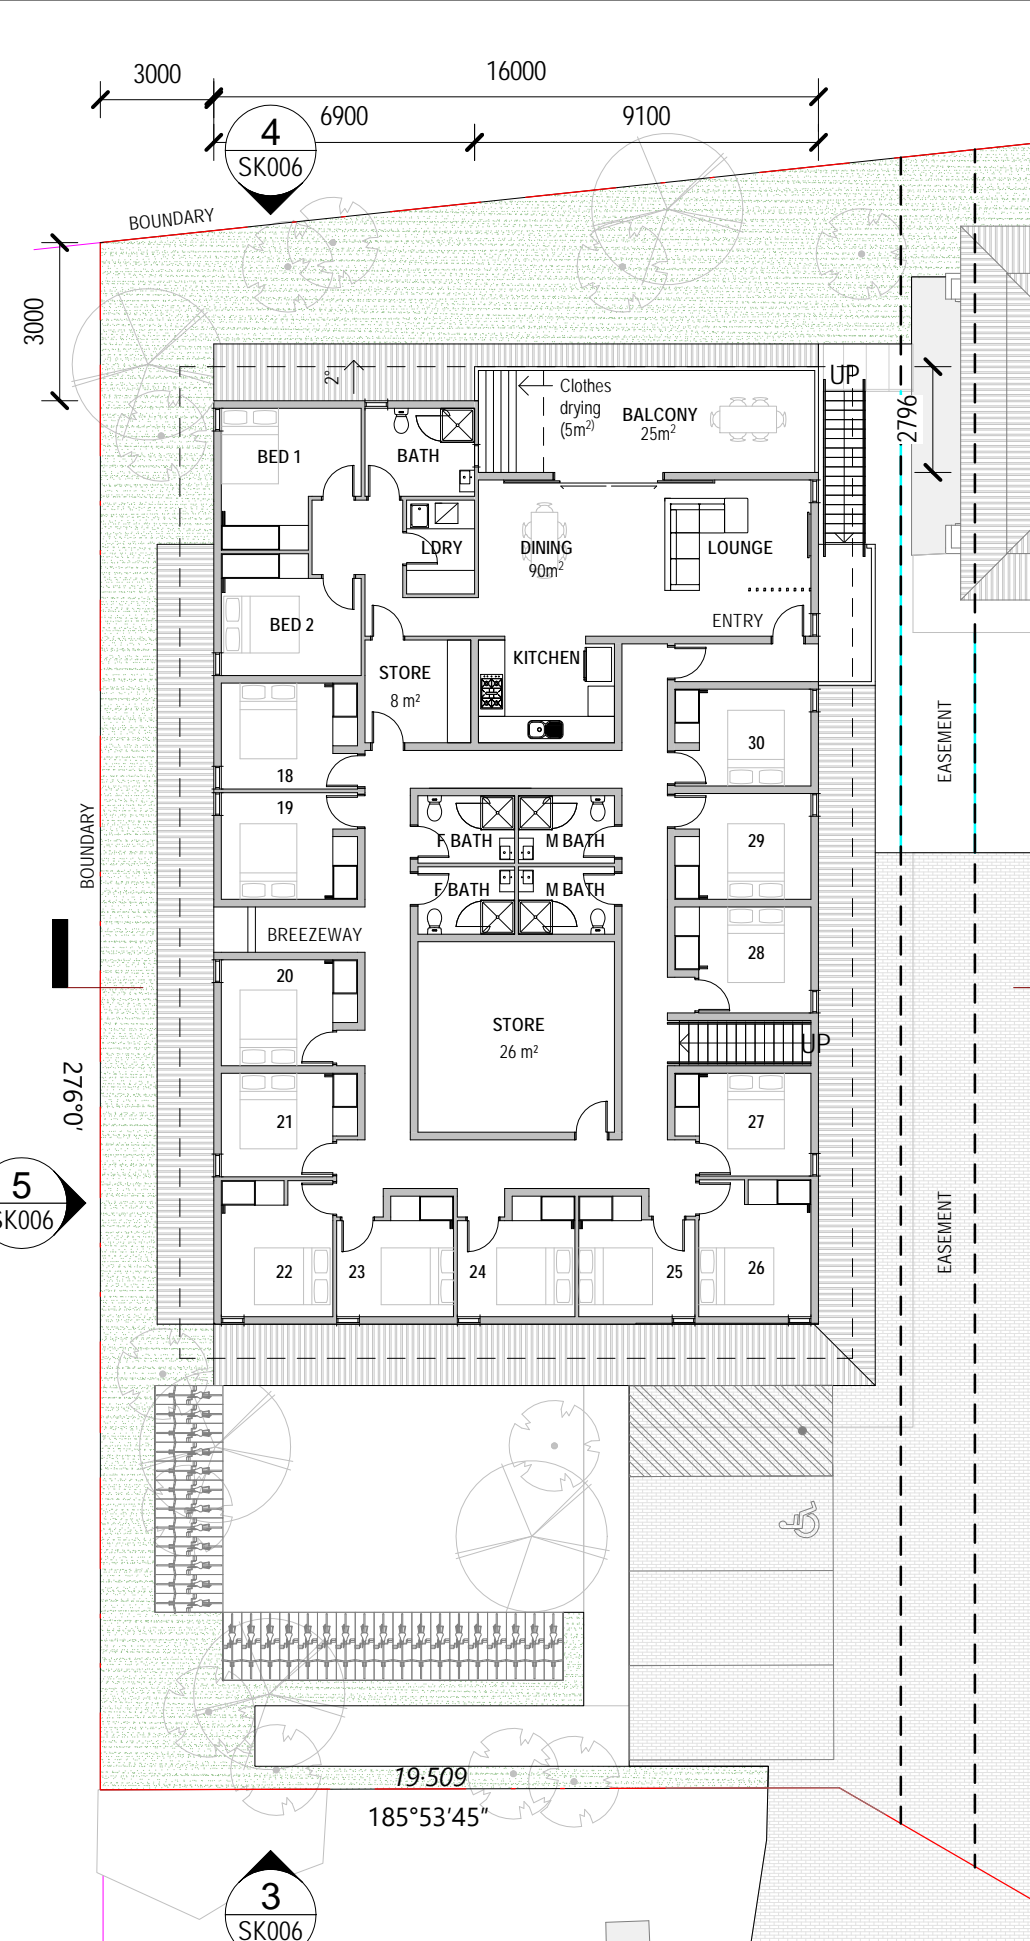 3000
16000
6900
9100
4
SK006
BOUNDARY
3000
2°
Clothes
drying
(5m²)
BALCONY
25m²
UP
2796
BED 1
BATH
LDRY
DINING
90m²
LOUNGE
BED 2
ENTRY
STORE
8 m²
KITCHEN
EASEMENT
18
30
19
BOUNDARY
F BATH
M BATH
29
F BATH
M BATH
BREEZEWAY
28
20
STORE
26 m²
UP
276°0'
21
27
5
SK006
EASEMENT
22
23
24
25
26
19·509
185°53'45"
3
SK006